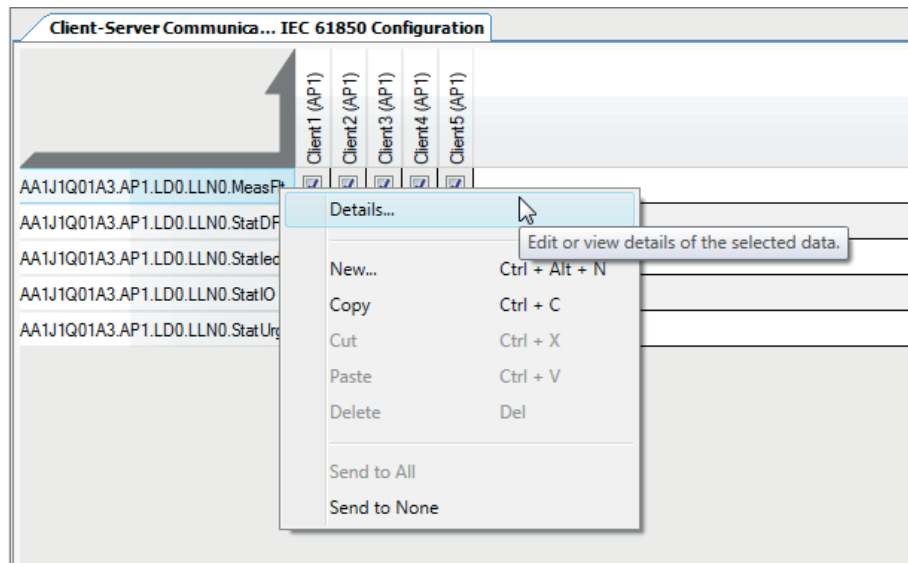 Client-Server Communica... IEC 61850 Configuration
Client1 (AP1)
Client2 (AP1)
Client3 (AP1)
Client4 (AP1)
Client5 (AP1)
AA1J1Q01A3.AP1.LD0.LLN0.MeasFlt
AA1J1Q01A3.AP1.LD0.LLN0.StatDR
AA1J1Q01A3.AP1.LD0.LLN0.StatIed
AA1J1Q01A3.AP1.LD0.LLN0.StatIO
AA1J1Q01A3.AP1.LD0.LLN0.StatUrg
Details...
Edit or view details of the selected data.
New... Ctrl + Alt + N
Copy Ctrl + C
Cut Ctrl + X
Paste Ctrl + V
Delete Del
Send to All
Send to None